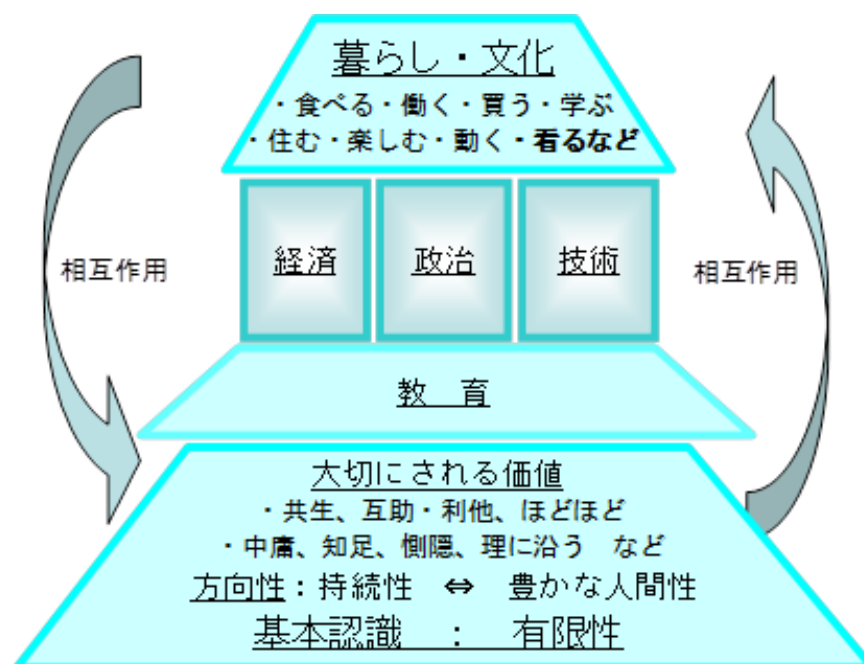 暮らし・文化
・食べる・働く・買う・学ぶ
・住む・楽しむ・動く・看るなど
相互作用
経済
政治
技術
相互作用
教　育
大切にされる価値
・共生、互助・利他、ほどほど
・中庸、知足、惻隠、理に沿う　など
方向性：持続性　⇔　豊かな人間性
基本認識　：　有限性